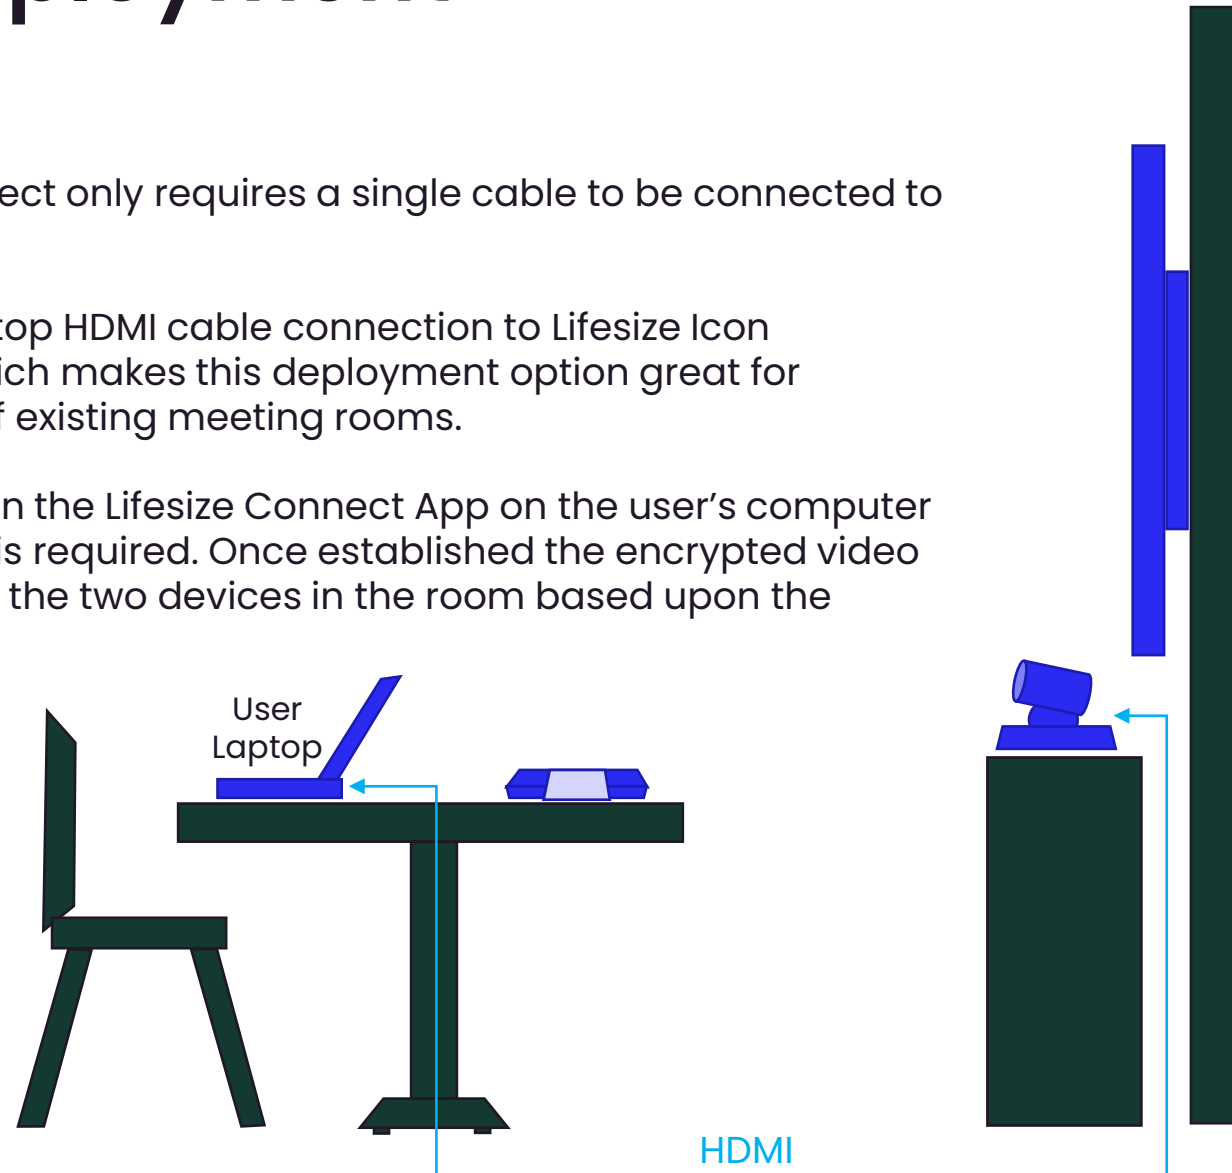 ect only requires a single cable to be connected to
top HDMI cable connection to Lifesize Icon
ich makes this deployment option great for
f existing meeting rooms.
n the Lifesize Connect App on the user's computer
is required. Once established the encrypted video
the two devices in the room based upon the
User
Laptop
HDMI